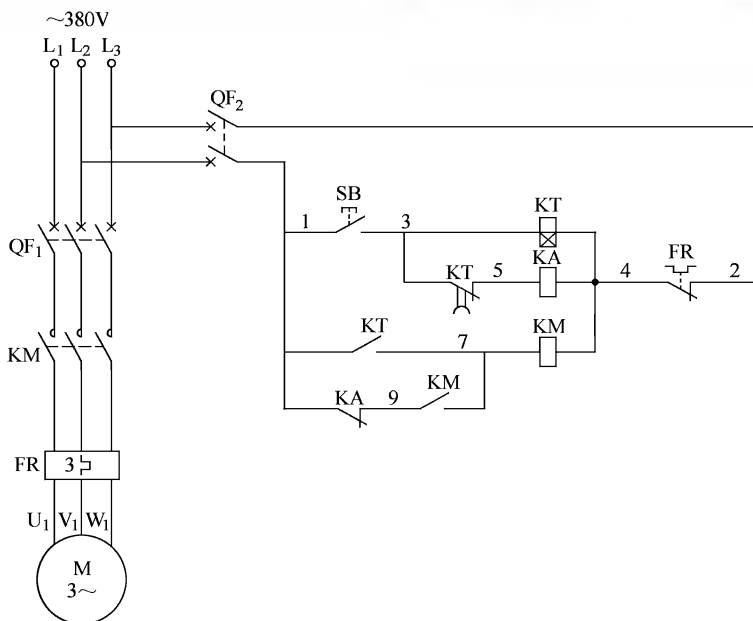 ～380V
L₁ L₂ L₃
QF₂
SB
1 3 KT
QF₁
KT 5 KA 4 FR 2
KT 7 KM
KM
KA 9 KM
FR 3
U₁ V₁ W₁
M
3～